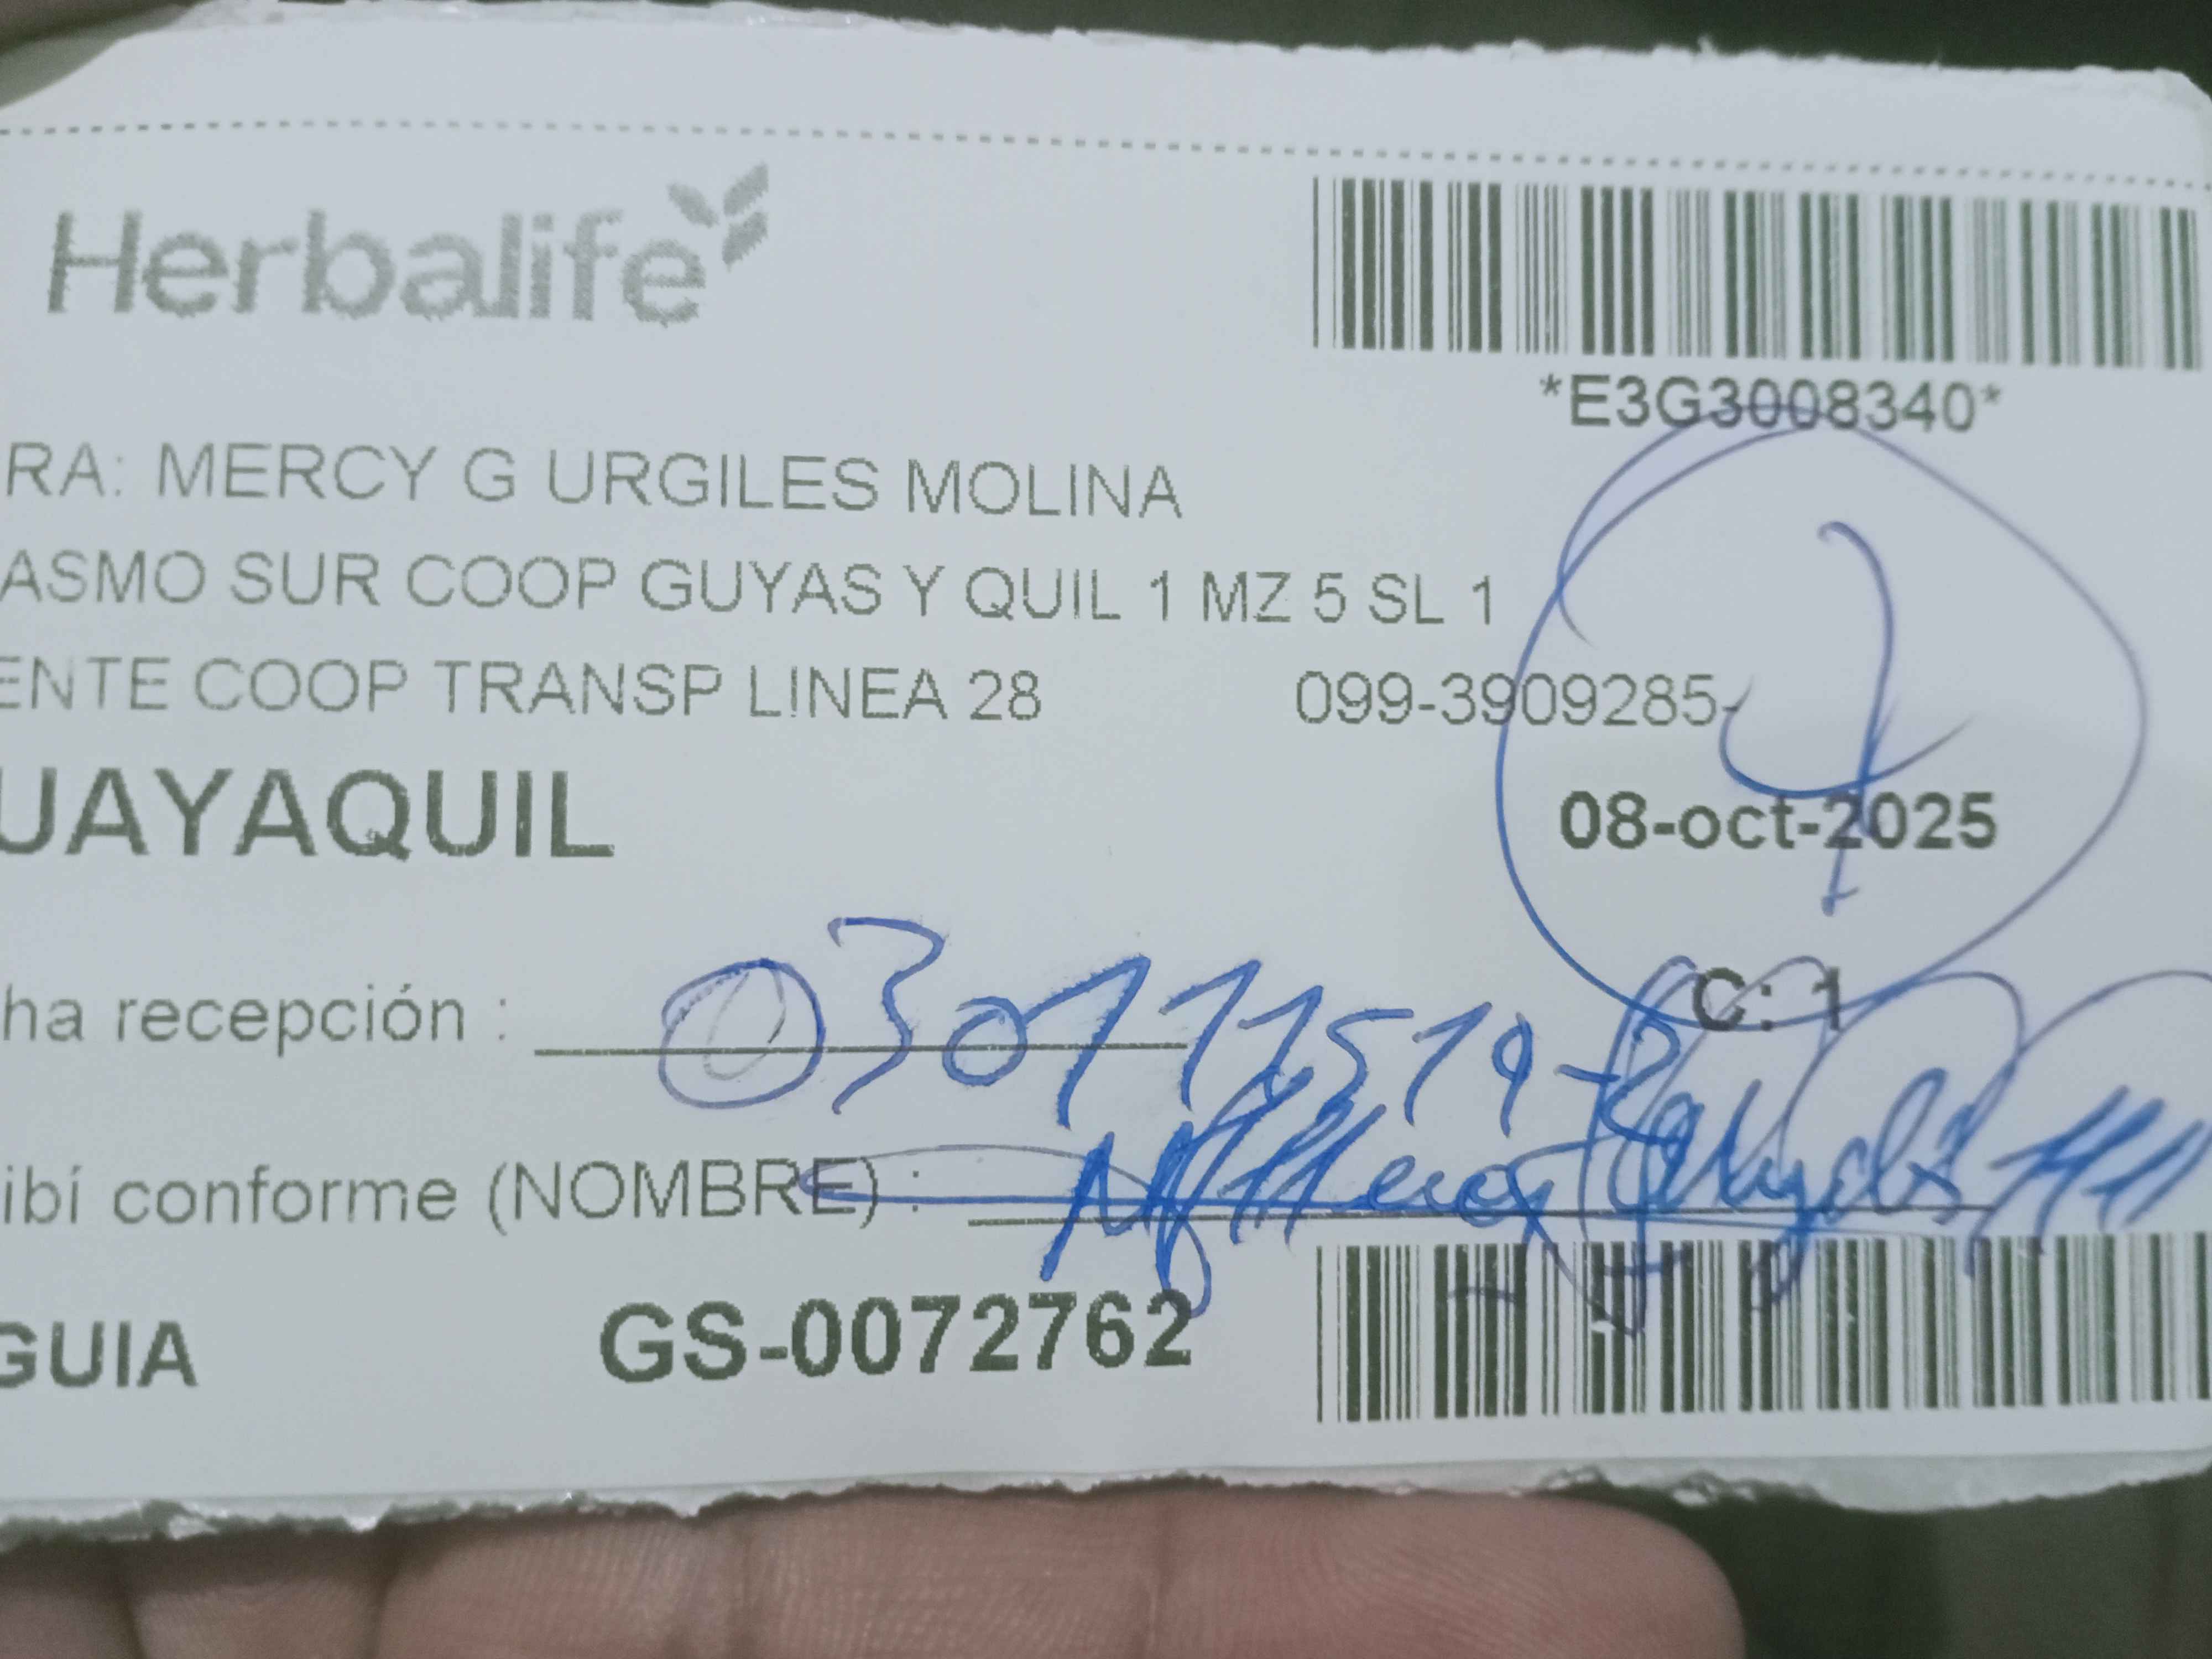 Herbalife
*E3G3008340*
RA: MERCY G URGILES MOLINA
ASMO SUR COOP GUYAS Y QUIL 1 MZ 5 SL 1
ENTE COOP TRANSP LINEA 28 099-3909285-
UAYAQUIL 08-oct-2025
C: 1
ha recepción :
ibí conforme (NOMBRE) :
GUIA GS-0072762